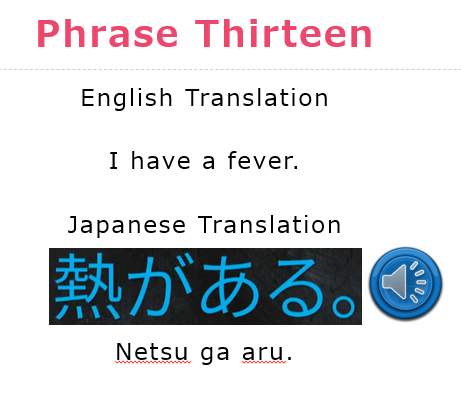 Phrase Thirteen
English Translation
I have a fever.
Japanese Translation
熱がある。
Netsu ga aru.